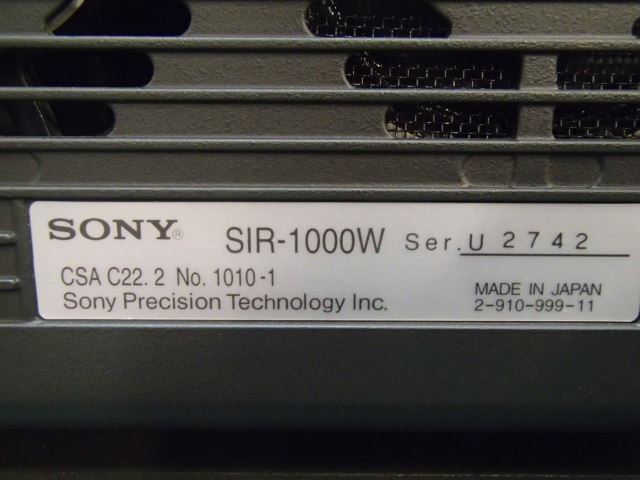 SONY® SIR-1000W Ser. U 2742
CSA C22.2 No. 1010-1
Sony Precision Technology Inc.
MADE IN JAPAN
2-910-999-11